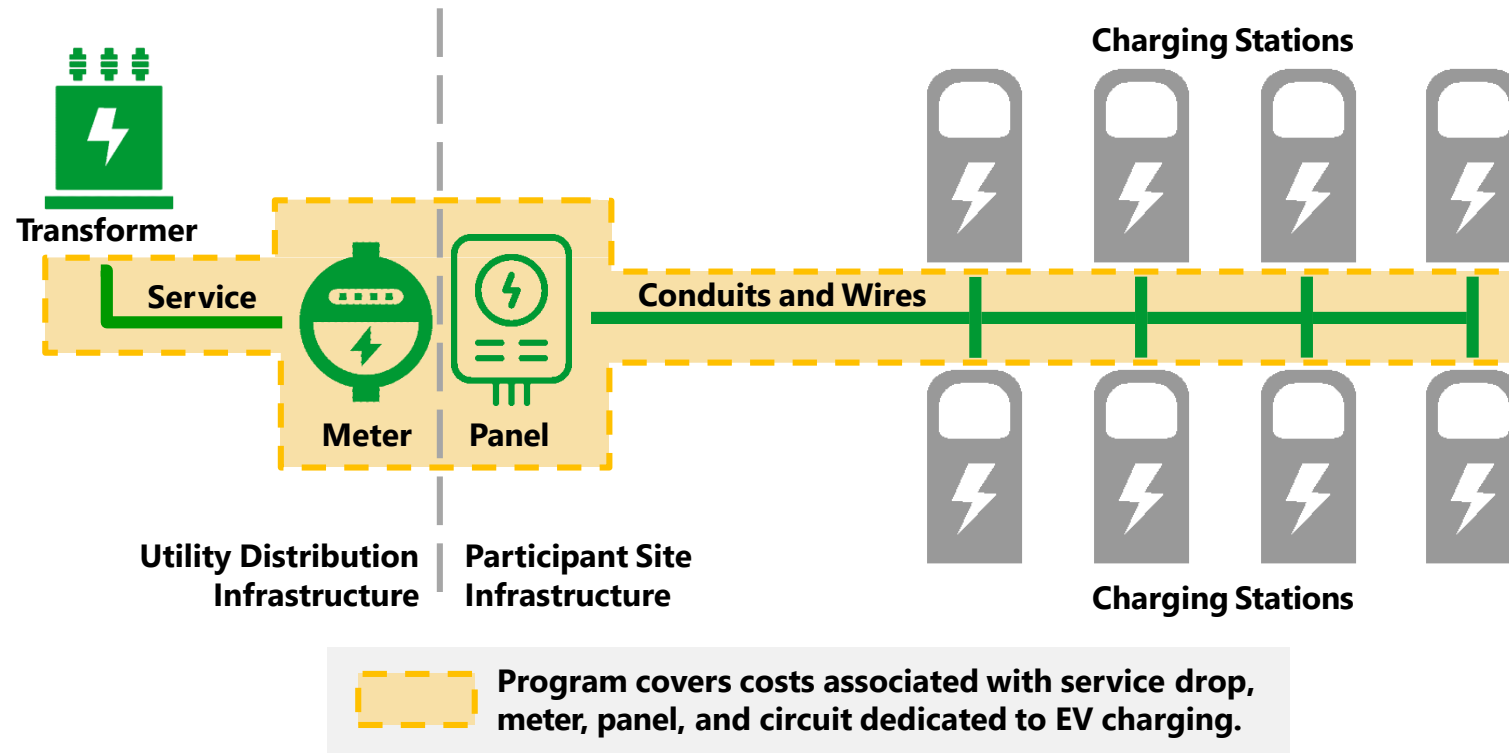 Charging Stations
Transformer
Service
Conduits and Wires
Meter
Panel
Utility Distribution
Infrastructure
Participant Site
Infrastructure
Charging Stations
Program covers costs associated with service drop,
meter, panel, and circuit dedicated to EV charging.